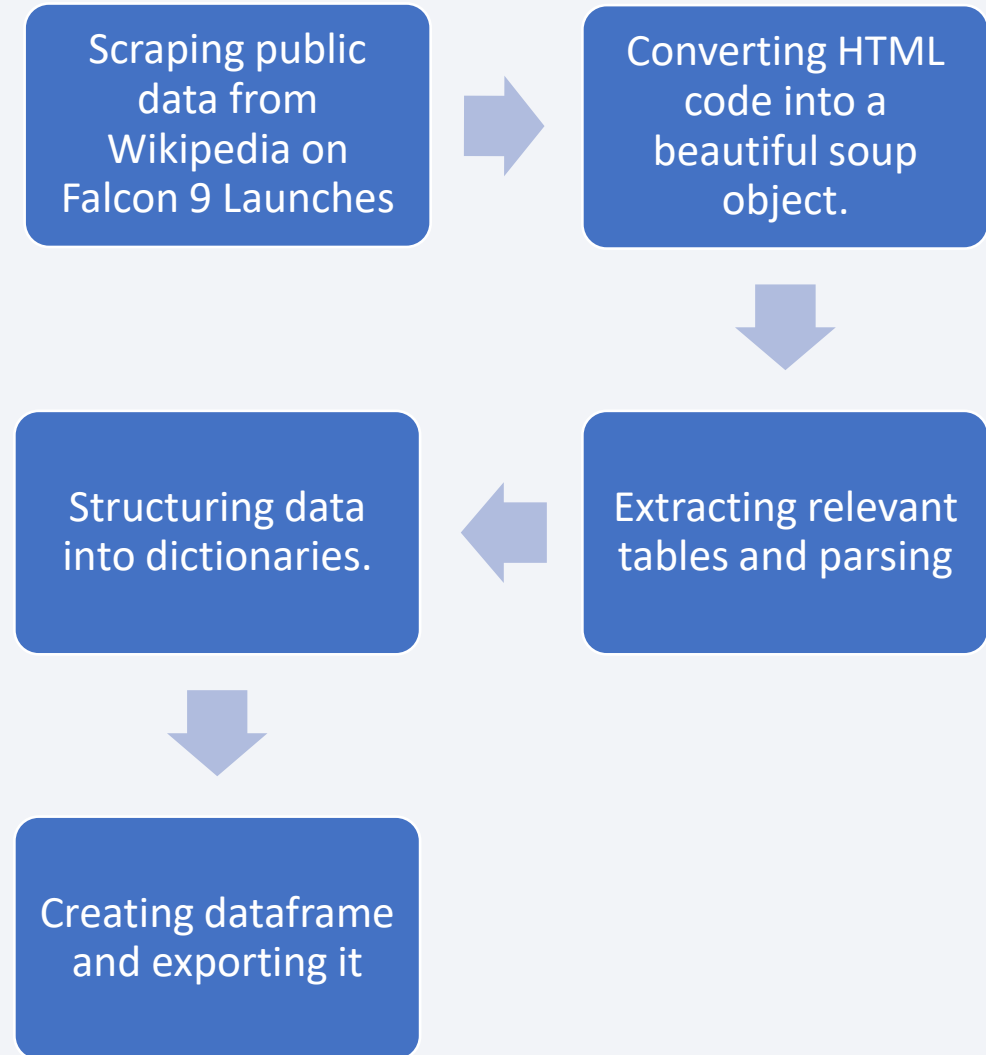 Scraping public
data from
Wikipedia on
Falcon 9 Launches
Converting HTML
code into a
beautiful soup
object.
Extracting relevant
tables and parsing
Structuring data
into dictionaries.
Creating dataframe
and exporting it